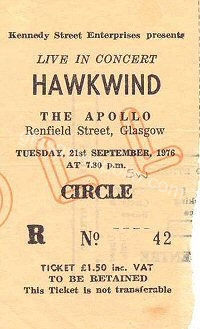 Kennedy Street Enterprises presents
LIVE IN CONCERT
HAWKWIND
THE APOLLO
Renfield Street, Glasgow
TUESDAY, 21st SEPTEMBER, 1976
AT 7.30 p.m.
CIRCLE
R No 42
TICKET £1.50 inc. VAT
TO BE RETAINED
This Ticket is not transferable